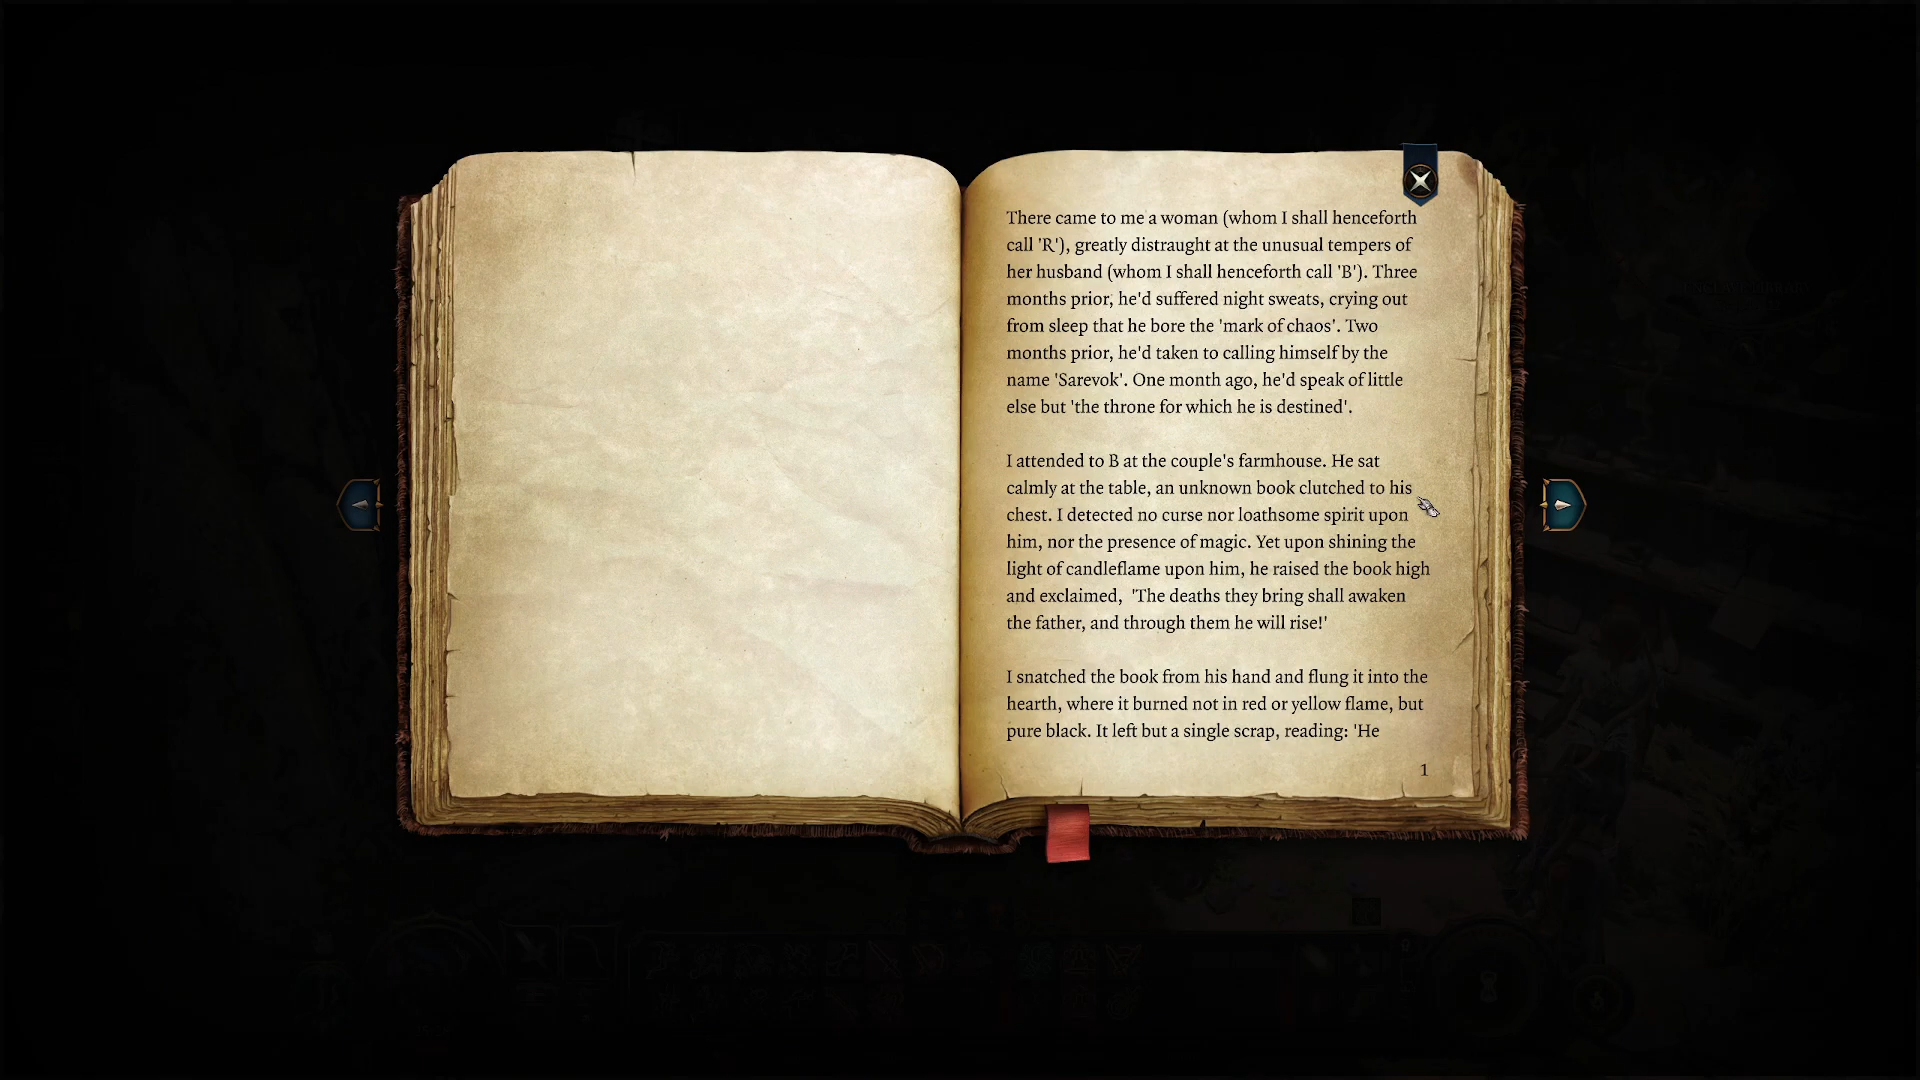 There came to me a woman (whom I shall henceforth
call 'R'), greatly distraught at the unusual tempers of
her husband (whom I shall henceforth call 'B'). Three
months prior, he'd suffered night sweats, crying out
from sleep that he bore the 'mark of chaos'. Two
months prior, he'd taken to calling himself by the
name 'Sarevok'. One month ago, he'd speak of little
else but 'the throne for which he is destined'.
I attended to B at the couple's farmhouse. He sat
calmly at the table, an unknown book clutched to his
chest. I detected no curse nor loathsome spirit upon
him, nor the presence of magic. Yet upon shining the
light of candleflame upon him, he raised the book high
and exclaimed,  'The deaths they bring shall awaken
the father, and through them he will rise!'
I snatched the book from his hand and flung it into the
hearth, where it burned not in red or yellow flame, but
pure black. It left but a single scrap, reading: 'He
1